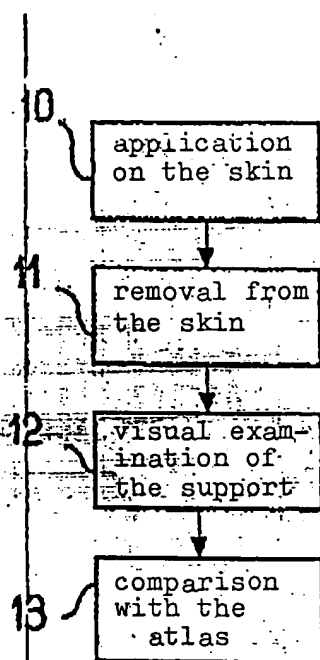 10
application
on the skin
11
removal from
the skin
12
visual exam-
ination of
the support
13
comparison
with the
atlas